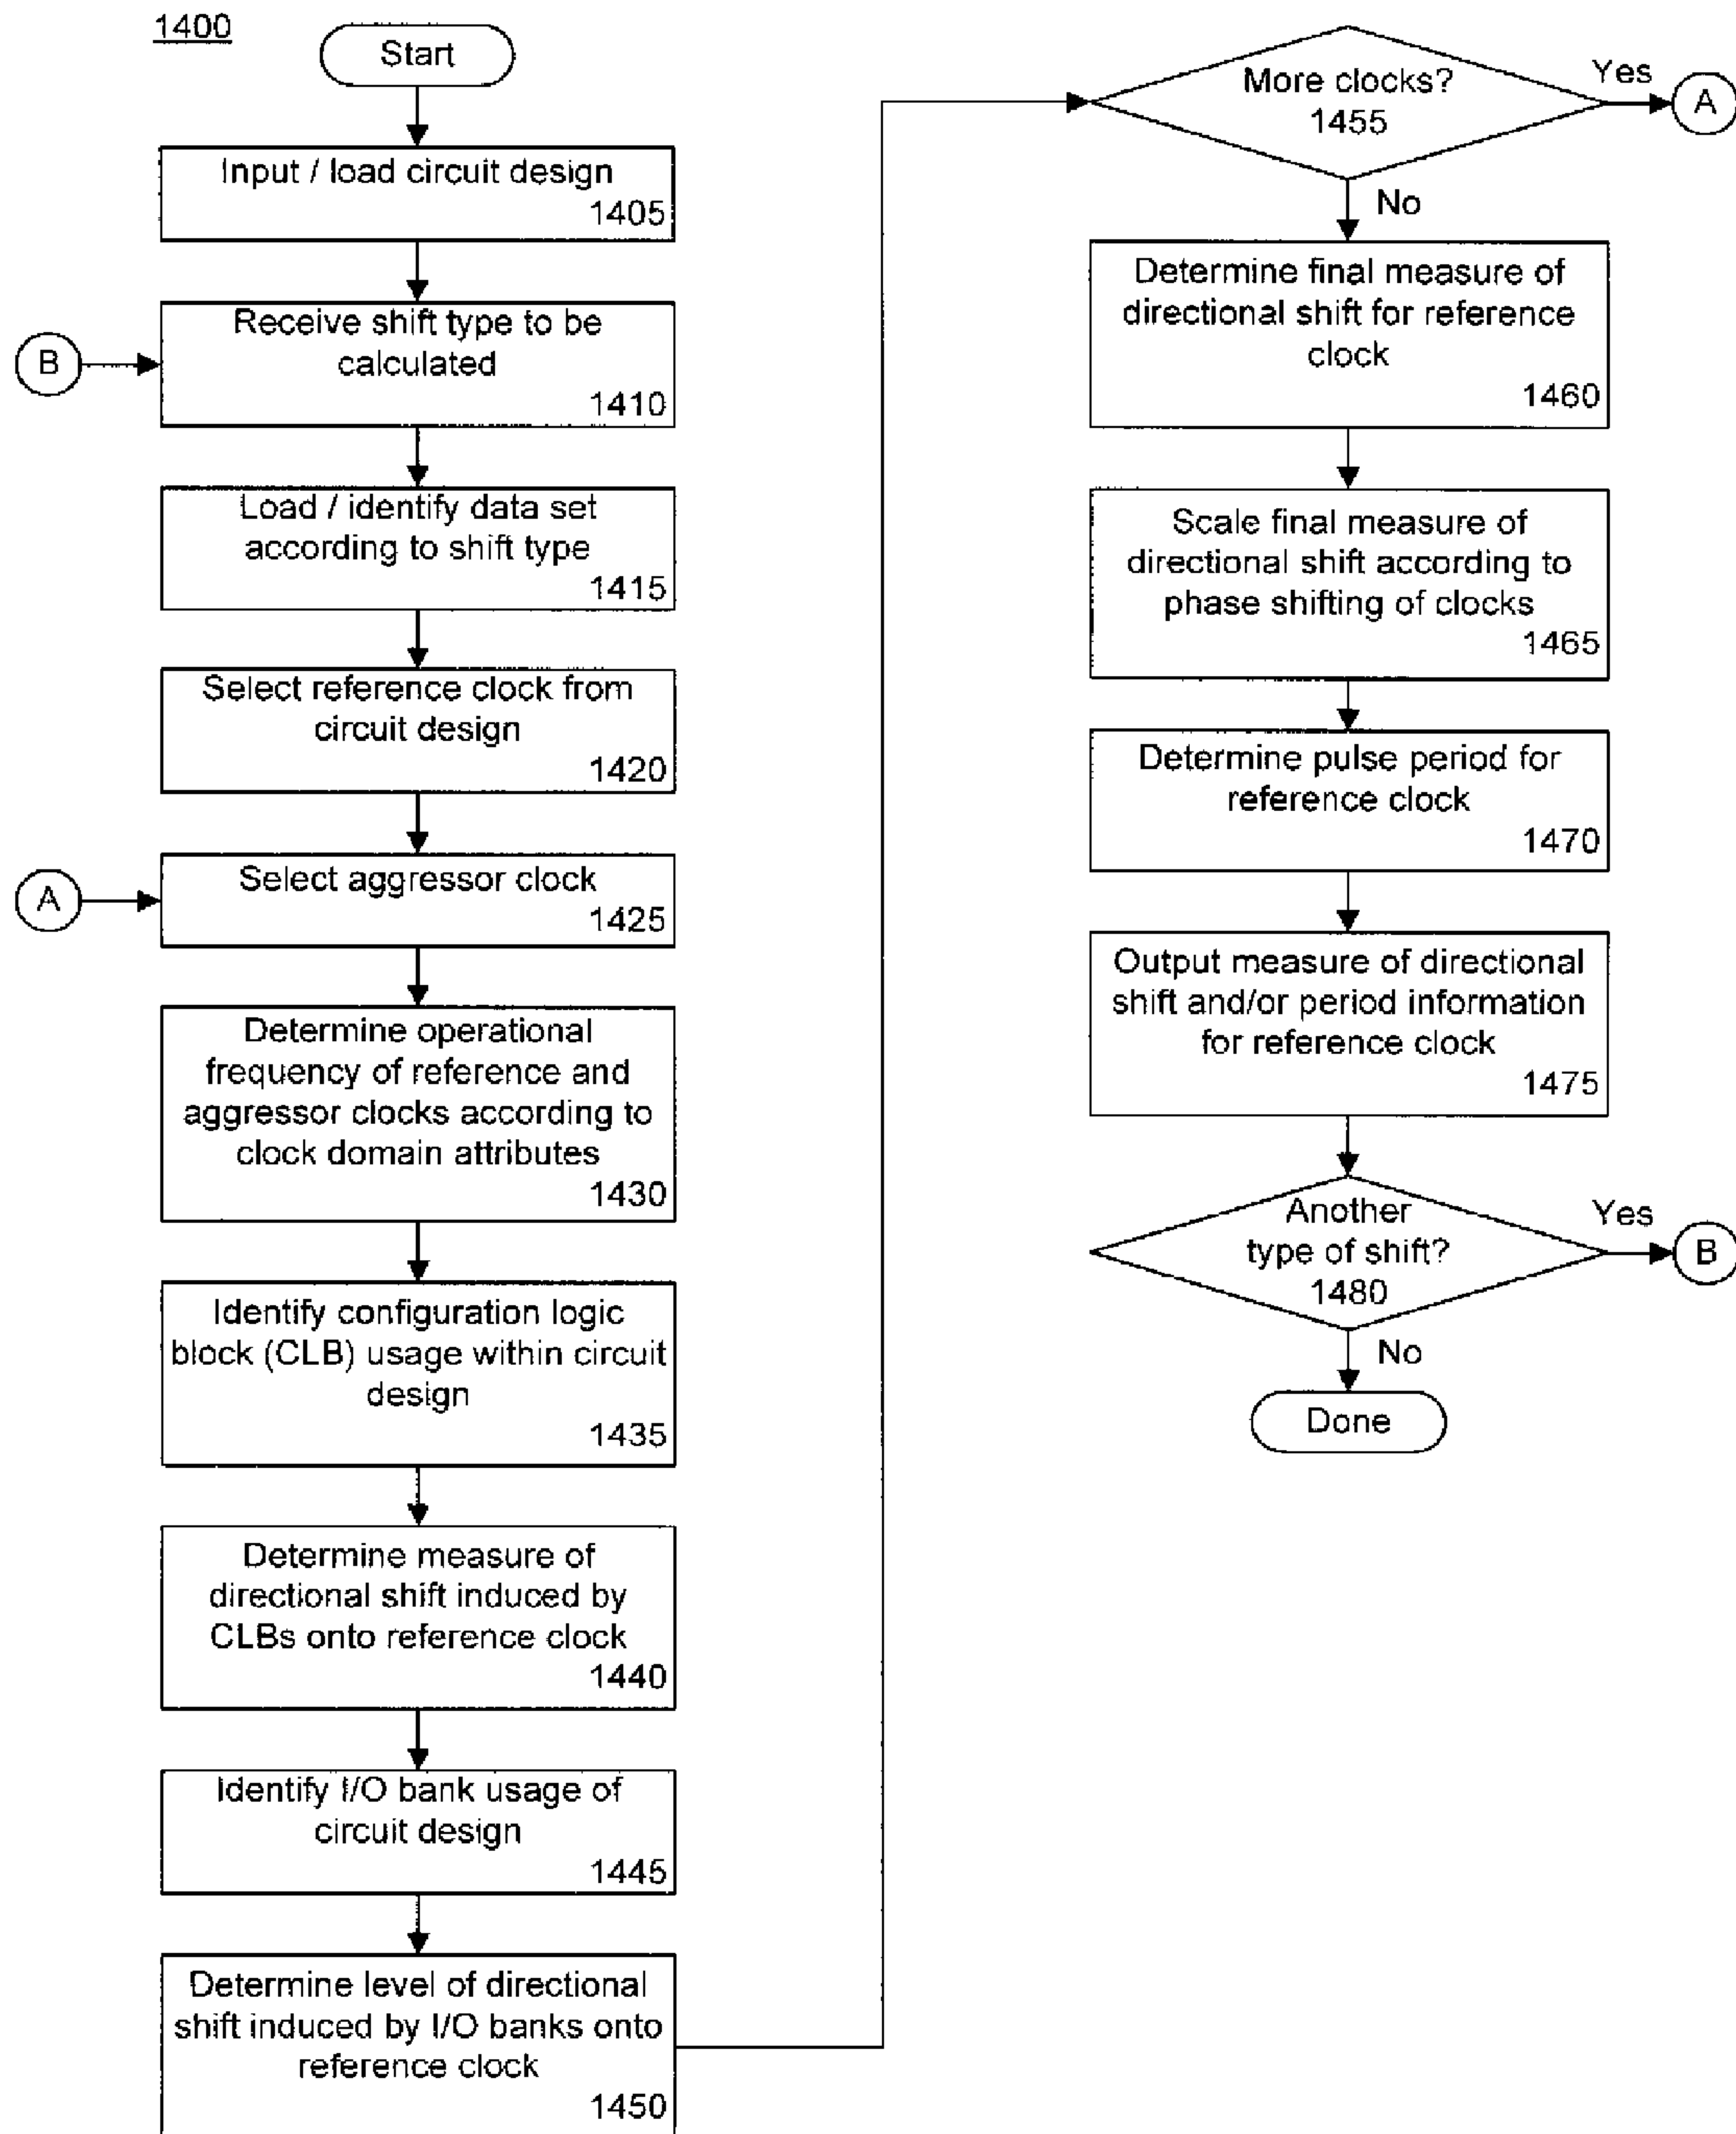 1400
Start
Input / load circuit design
1405
B
Receive shift type to be
calculated
1410
Load / identify data set
according to shift type
1415
Select reference clock from
circuit design
1420
A
Select aggressor clock
1425
Determine operational
frequency of reference and
aggressor clocks according to
clock domain attributes
1430
Identify configuration logic
block (CLB) usage within circuit
design
1435
Determine measure of
directional shift induced by
CLBs onto reference clock
1440
Identify I/O bank usage of
circuit design
1445
Determine level of directional
shift induced by I/O banks onto
reference clock
1450
More clocks?
1455
Yes
A
No
Determine final measure of
directional shift for reference
clock
1460
Scale final measure of
directional shift according to
phase shifting of clocks
1465
Determine pulse period for
reference clock
1470
Output measure of directional
shift and/or period information
for reference clock
1475
Another
type of shift?
1480
Yes
B
No
Done